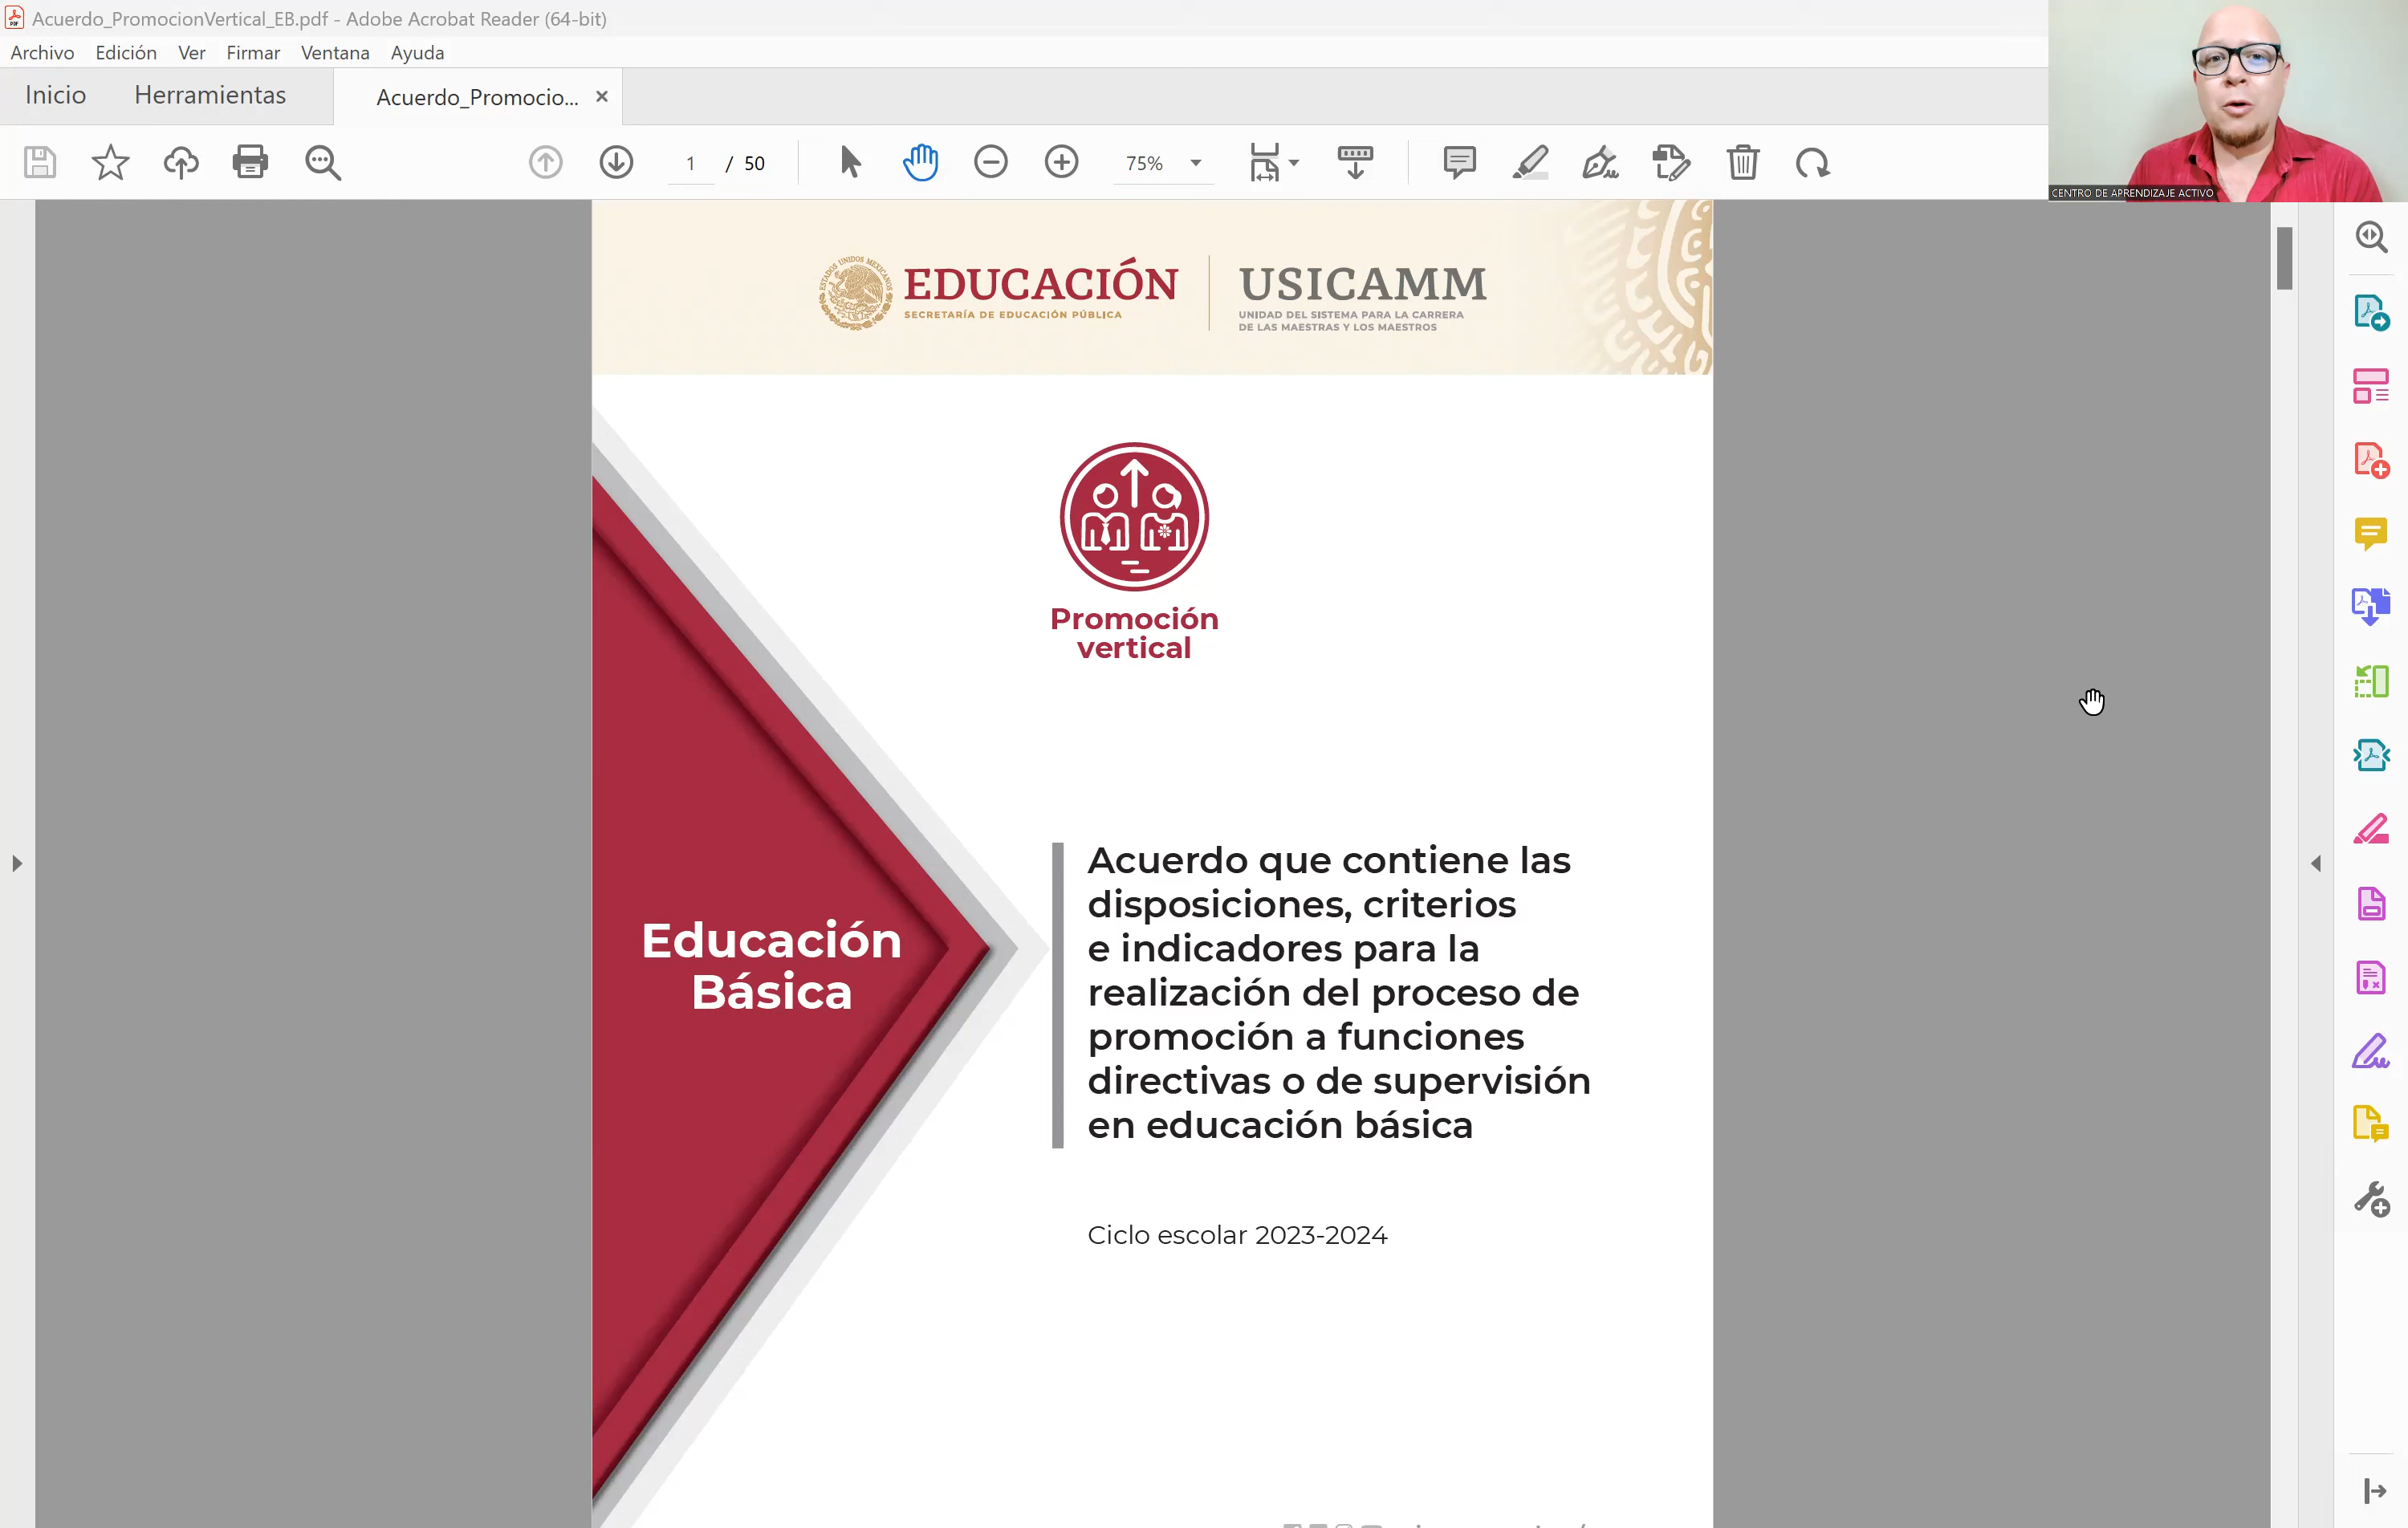 Acuerdo_PromocionVertical_EB.pdf - Adobe Acrobat Reader (64-bit)
Archivo Edición Ver Firmar Ventana Ayuda
Inicio Herramientas Acuerdo_Promocio... ×
1 / 50 75%
CENTRO DE APRENDIZAJE ACTIVO
ESTADOS UNIDOS MEXICANOS
EDUCACIÓN
SECRETARÍA DE EDUCACIÓN PÚBLICA
USICAMM
UNIDAD DEL SISTEMA PARA LA CARRERA
DE LAS MAESTRAS Y LOS MAESTROS
Promoción
vertical
Educación
Básica
Acuerdo que contiene las
disposiciones, criterios
e indicadores para la
realización del proceso de
promoción a funciones
directivas o de supervisión
en educación básica
Ciclo escolar 2023-2024